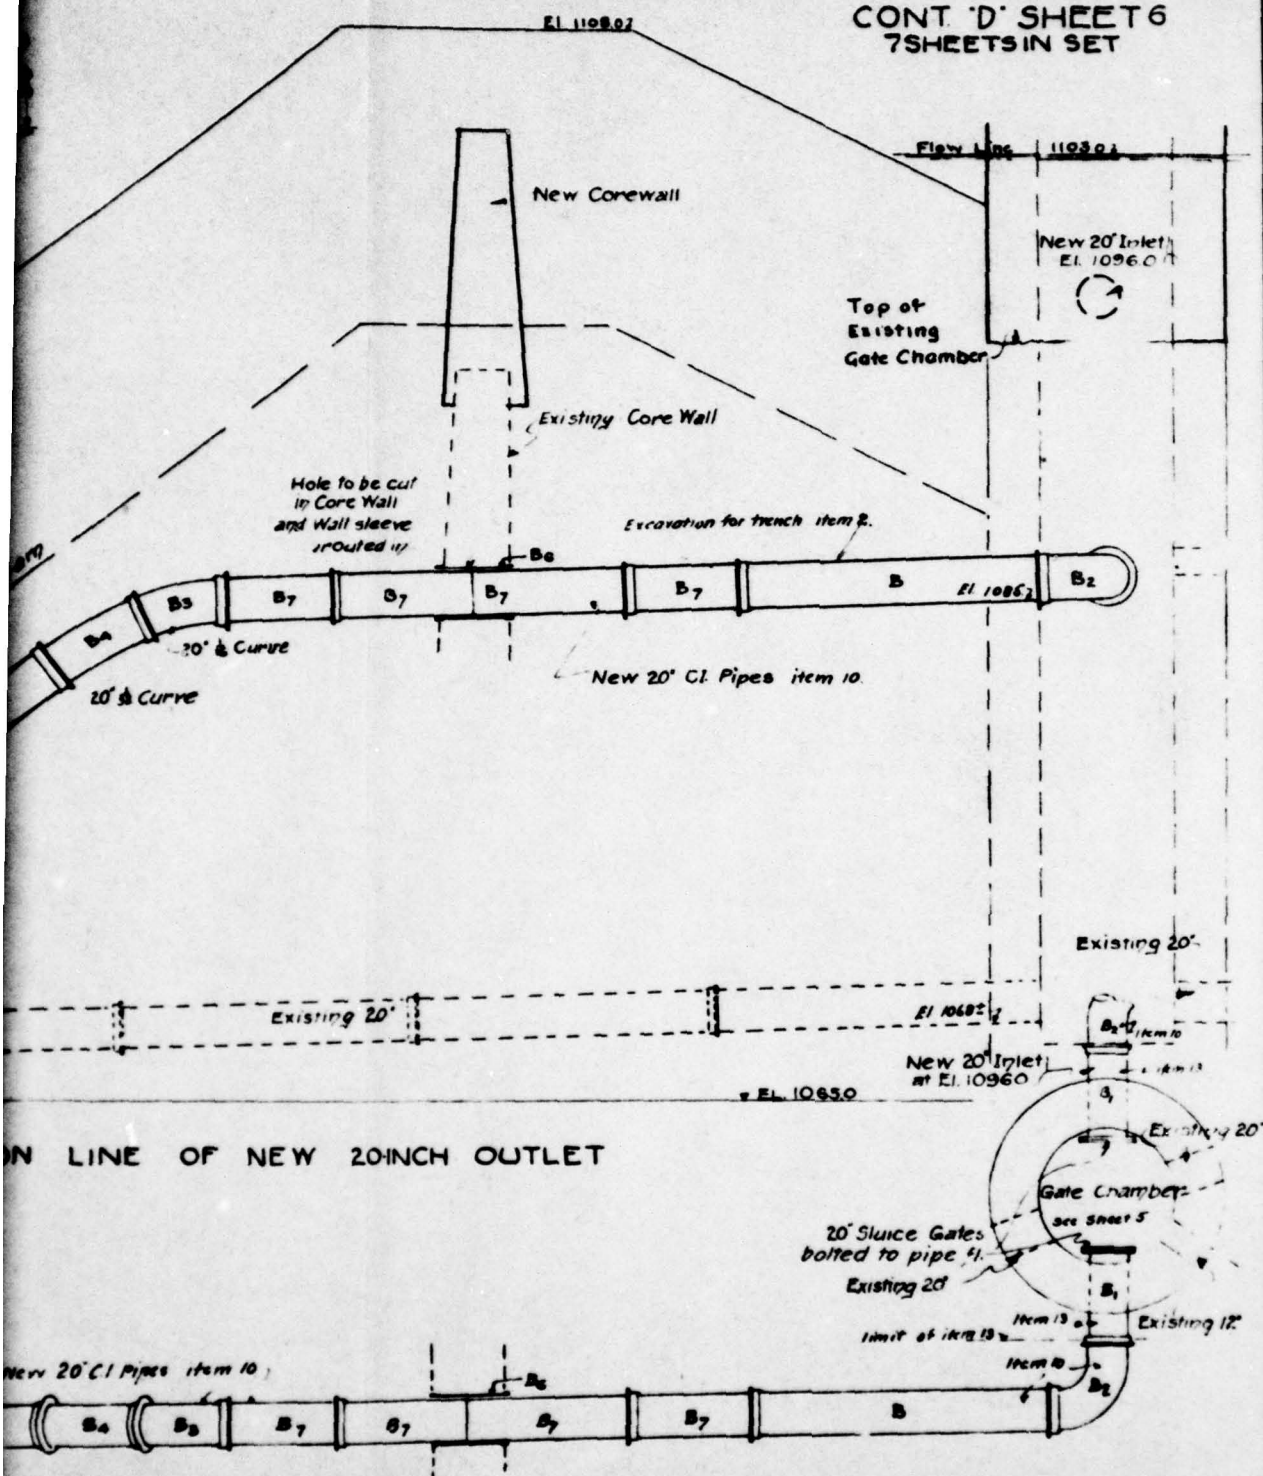 CONT. "D" SHEET 6
7 SHEETS IN SET
El. 1108.0±
Flow Line 1103.0±
New Corewall
New 20" Inlet
El. 1096.0
Top of
Existing
Gate Chamber
Existing Core Wall
Hole to be cut
in Core Wall
and Wall sleeve
grouted in
Excavation for trench item 2.
B6
B4
B3
B7
B7
B7
B7
B
El. 1086.±
B2
20" Curve
20" Curve
New 20" C.I. Pipes item 10.
Existing 20"
Existing 20"
El. 1068±
B2
item 10
New 20" Inlet
at El. 1096.0
item 13
B1
EL. 1065.0
Existing 20"
ON LINE OF NEW 20-INCH OUTLET
Gate Chamber
see sheet 5
20" Sluice Gates
bolted to pipe
Existing 20"
B1
Item 13
Existing 12"
limit of item 13
New 20" C.I. Pipes item 10
Item 10
B6
B2
B4
B3
B7
B7
B7
B7
B